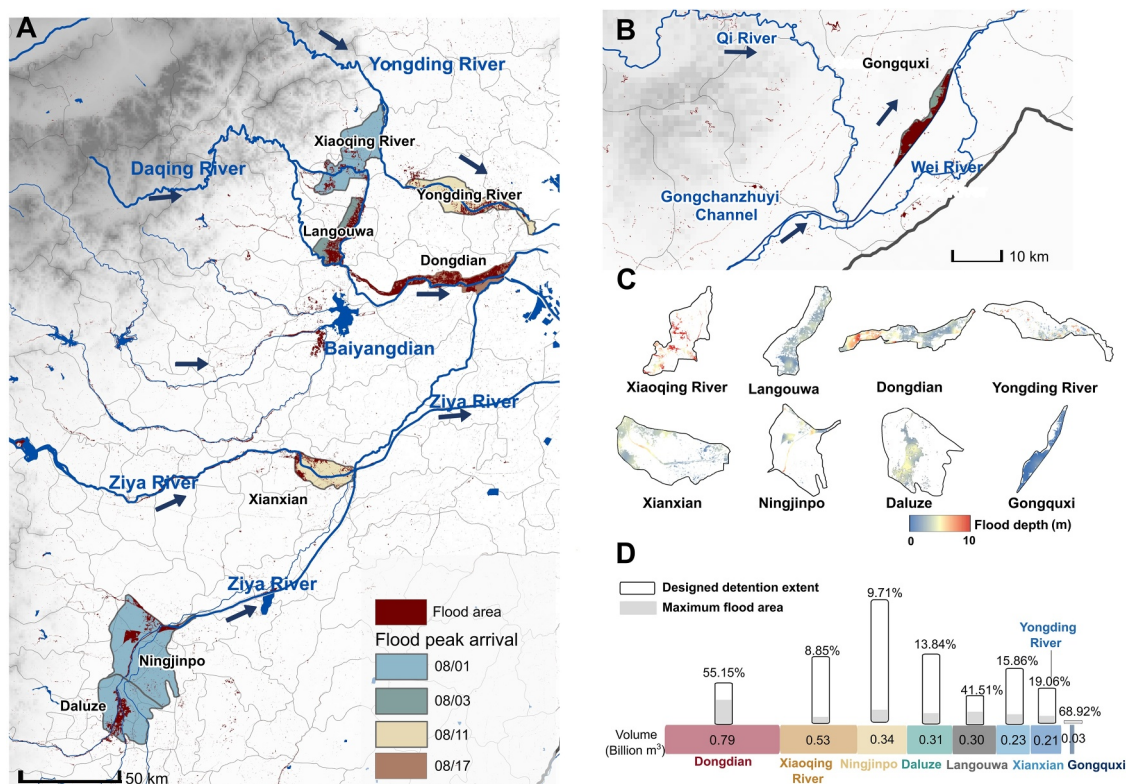 A
Yongding River
Xiaoqing River
Daqing River
Yongding River
Langouwa
Dongdian
Baiyangdian
Ziya River
Ziya River
Xianxian
Ziya River
Ningjinpo
Daluze
Flood area
Flood peak arrival
08/01
08/03
08/11
08/17
50 km
B
Qi River
Gongquxi
Wei River
Gongchanzhuyi
Channel
10 km
C
Xiaoqing River
Langouwa
Dongdian
Yongding River
Xianxian
Ningjinpo
Daluze
Gongquxi
Flood depth (m)
0 10
D
Designed detention extent
Maximum flood area
55.15%
8.85%
9.71%
13.84%
41.51%
15.86%
Yongding
River
19.06%
68.92%
Volume
(Billion m³)
0.79 0.53 0.34 0.31 0.30 0.23 0.21 0.03
Dongdian Xiaoqing
River Ningjinpo Daluze Langouwa Xianxian Gongquxi